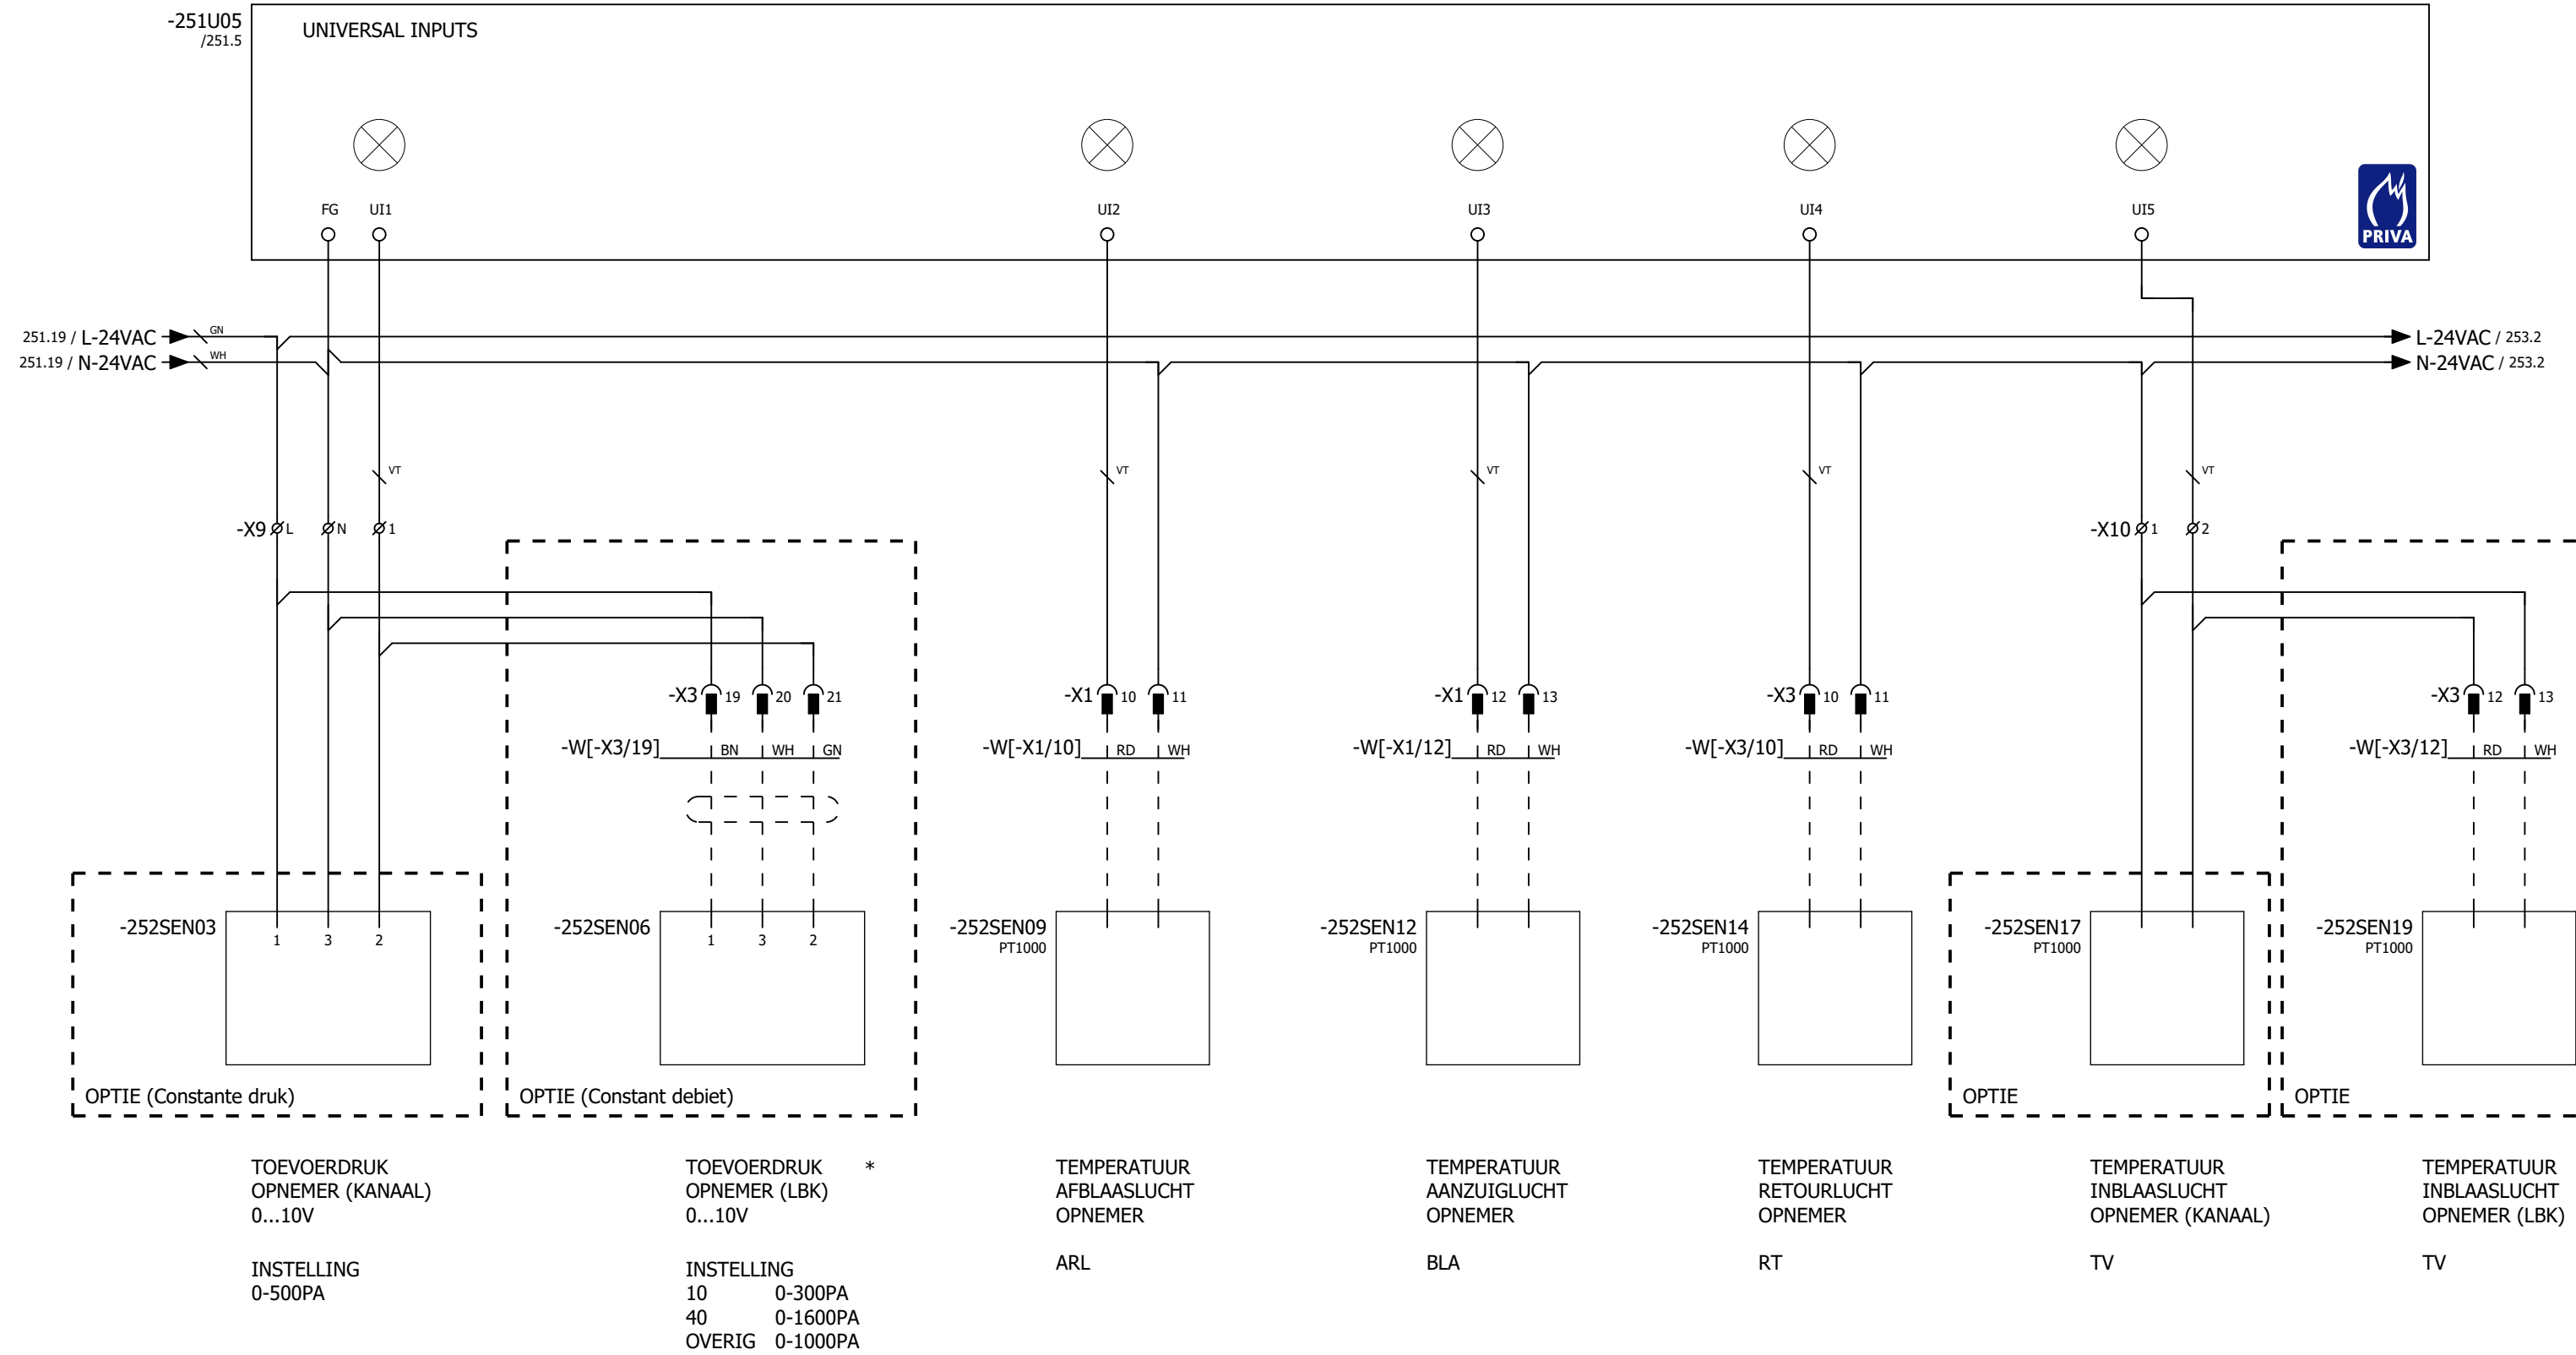 -251U05
/251.5
UNIVERSAL INPUTS
FG UI1 UI2 UI3 UI4 UI5
PRIVA
251.19 / L-24VAC GN L-24VAC / 253.2
251.19 / N-24VAC WH N-24VAC / 253.2
VT VT VT VT VT
-X9 L N 1 -X10 1 2
-X3 19 20 21 -X1 10 11 -X1 12 13 -X3 10 11 -X3 12 13
-W[-X3/19] BN WH GN -W[-X1/10] RD WH -W[-X1/12] RD WH -W[-X3/10] RD WH -W[-X3/12] RD WH
-252SEN03 -252SEN06 -252SEN09 -252SEN12 -252SEN14 -252SEN17 -252SEN19
1 3 2 1 3 2 PT1000 PT1000 PT1000 PT1000 PT1000
OPTIE (Constante druk) OPTIE (Constant debiet) OPTIE OPTIE
TOEVOERDRUK
OPNEMER (KANAAL)
0...10V
INSTELLING
0-500PA
TOEVOERDRUK *
OPNEMER (LBK)
0...10V
INSTELLING
10 0-300PA
40 0-1600PA
OVERIG 0-1000PA
TEMPERATUUR
AFBLAASLUCHT
OPNEMER
ARL
TEMPERATUUR
AANZUIGLUCHT
OPNEMER
BLA
TEMPERATUUR
RETOURLUCHT
OPNEMER
RT
TEMPERATUUR
INBLAASLUCHT
OPNEMER (KANAAL)
TV
TEMPERATUUR
INBLAASLUCHT
OPNEMER (LBK)
TV